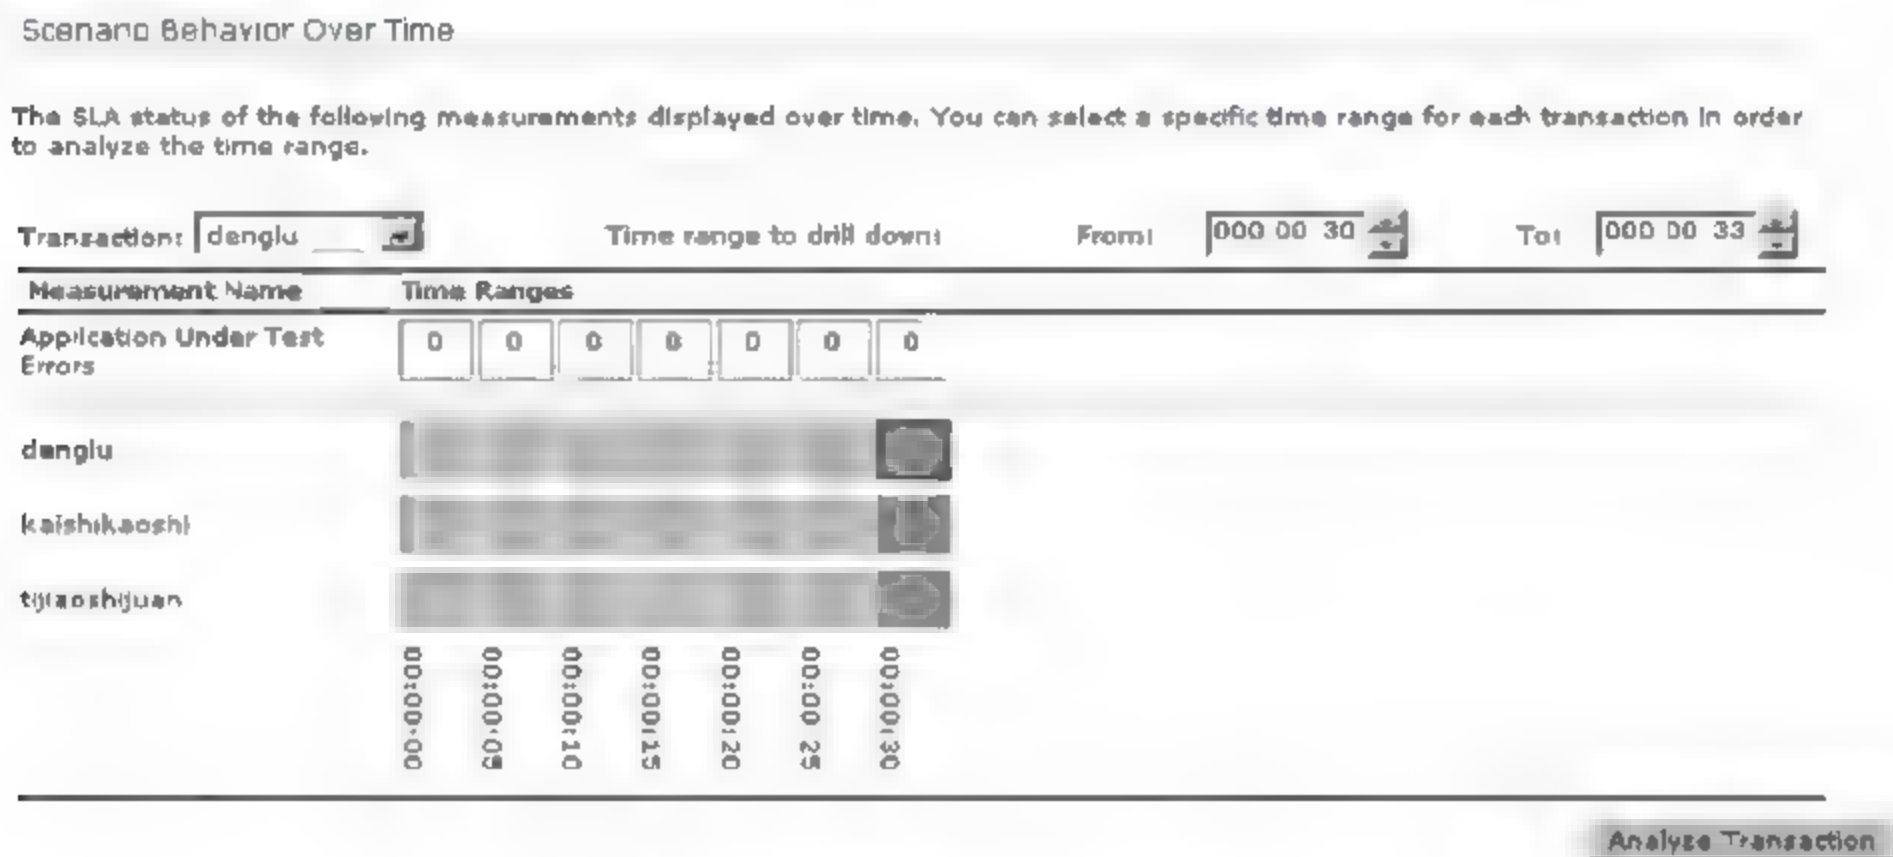 Scenario Behavior Over Time
The SLA status of the following measurements displayed over time. You can select a specific time range for each transaction in order
to analyze the time range.
Transaction: denglu Time range to drill down: From: 000 00 30 To: 000 00 33
Measurement Name Time Ranges
Application Under Test
Errors
0 0 0 0 0 0 0
denglu
kaishikaoshi
tijiaoshijuan
00:00:00 00:00:05 00:00:10 00:00:15 00:00:20 00:00 25 00:00:30
Analyze Transaction